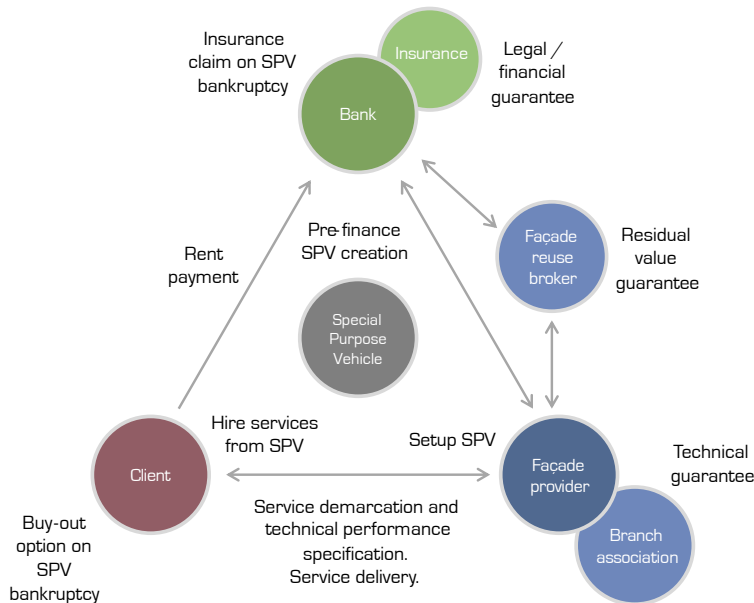 Insurance
claim on SPV
bankruptcy
Insurance
Legal /
financial
guarantee
Bank
Rent
payment
Pre-finance
SPV creation
Façade
reuse
broker
Residual
value
guarantee
Special
Purpose
Vehicle
Hire services
from SPV
Setup SPV
Client
Façade
provider
Technical
guarantee
Buy-out
option on
SPV
bankruptcy
Service demarcation and
technical performance
specification.
Service delivery.
Branch
association